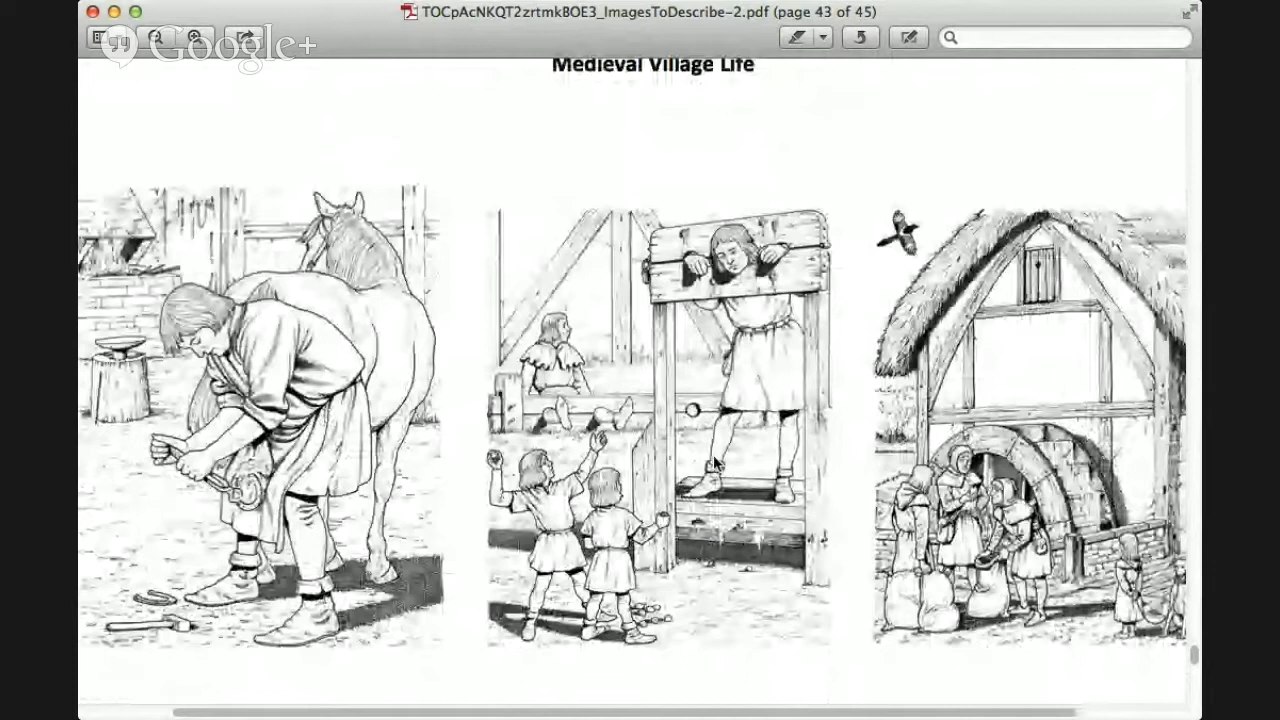 TOCpAcNKQT2zrtmkBOE3_ImagesToDescribe-2.pdf (page 43 of 45)
Google+
Medieval Village Life